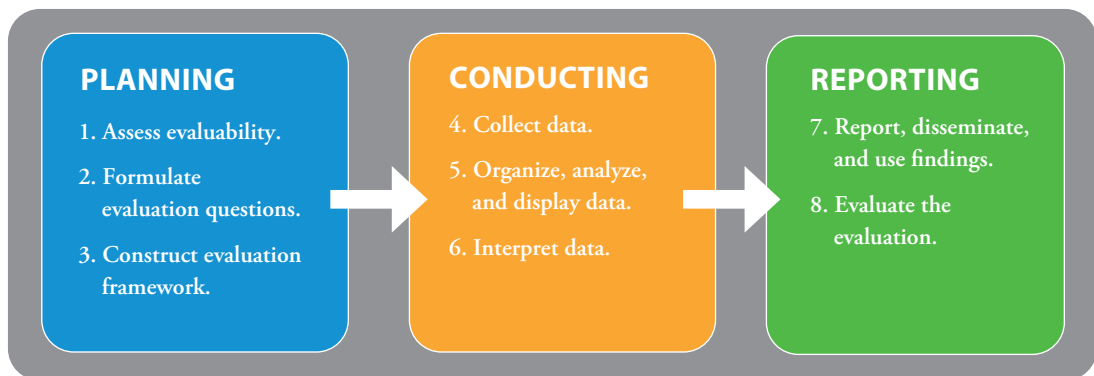 PLANNING
1. Assess evaluability.
2. Formulate
evaluation questions.
3. Construct evaluation
framework.
CONDUCTING
4. Collect data.
5. Organize, analyze,
and display data.
6. Interpret data.
REPORTING
7. Report, disseminate,
and use findings.
8. Evaluate the
evaluation.